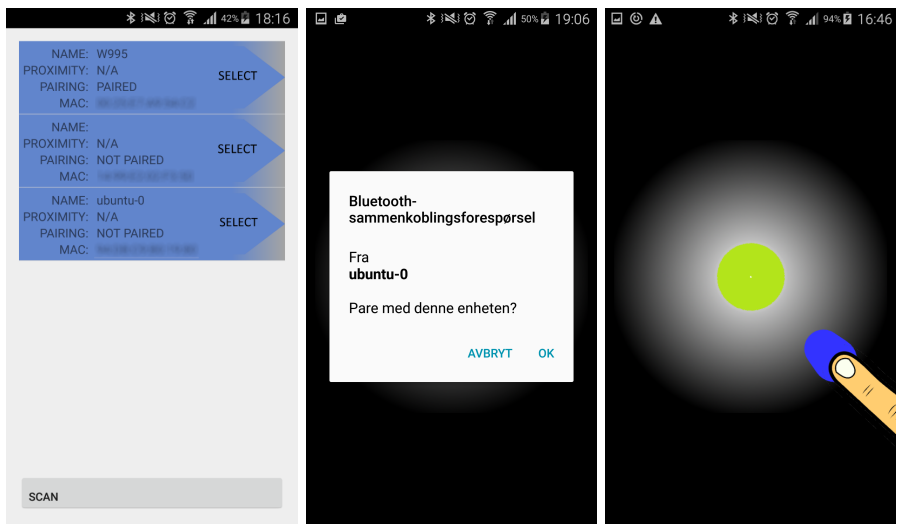 42% 18:16
NAME: W995
PROXIMITY: N/A
PAIRING: PAIRED
MAC:
SELECT
NAME:
PROXIMITY: N/A
PAIRING: NOT PAIRED
MAC:
SELECT
NAME: ubuntu-0
PROXIMITY: N/A
PAIRING: NOT PAIRED
MAC:
SELECT
SCAN
50% 19:06
Bluetooth-
sammenkoblingsforespørsel
Fra
ubuntu-0
Pare med denne enheten?
AVBRYT OK
94% 16:46